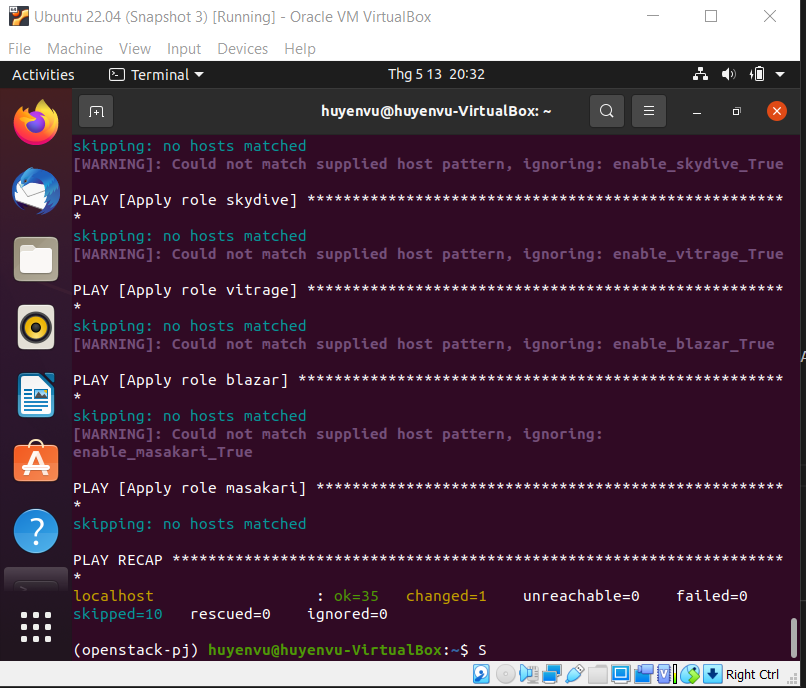 Ubuntu 22.04 (Snapshot 3) [Running] - Oracle VM VirtualBox
File Machine View Input Devices Help
Activities Terminal Thg 5 13 20:32
huyenvu@huyenvu-VirtualBox: ~
skipping: no hosts matched
[WARNING]: Could not match supplied host pattern, ignoring: enable_skydive_True
PLAY [Apply role skydive] *****************************************************
*
skipping: no hosts matched
[WARNING]: Could not match supplied host pattern, ignoring: enable_vitrage_True
PLAY [Apply role vitrage] *****************************************************
*
skipping: no hosts matched
[WARNING]: Could not match supplied host pattern, ignoring: enable_blazar_True
PLAY [Apply role blazar] ******************************************************
*
skipping: no hosts matched
[WARNING]: Could not match supplied host pattern, ignoring:
enable_masakari_True
PLAY [Apply role masakari] ****************************************************
*
skipping: no hosts matched
PLAY RECAP ********************************************************************
*
localhost : ok=35 changed=1 unreachable=0 failed=0
skipped=10 rescued=0 ignored=0
(openstack-pj) huyenvu@huyenvu-VirtualBox:~$ S
Right Ctrl